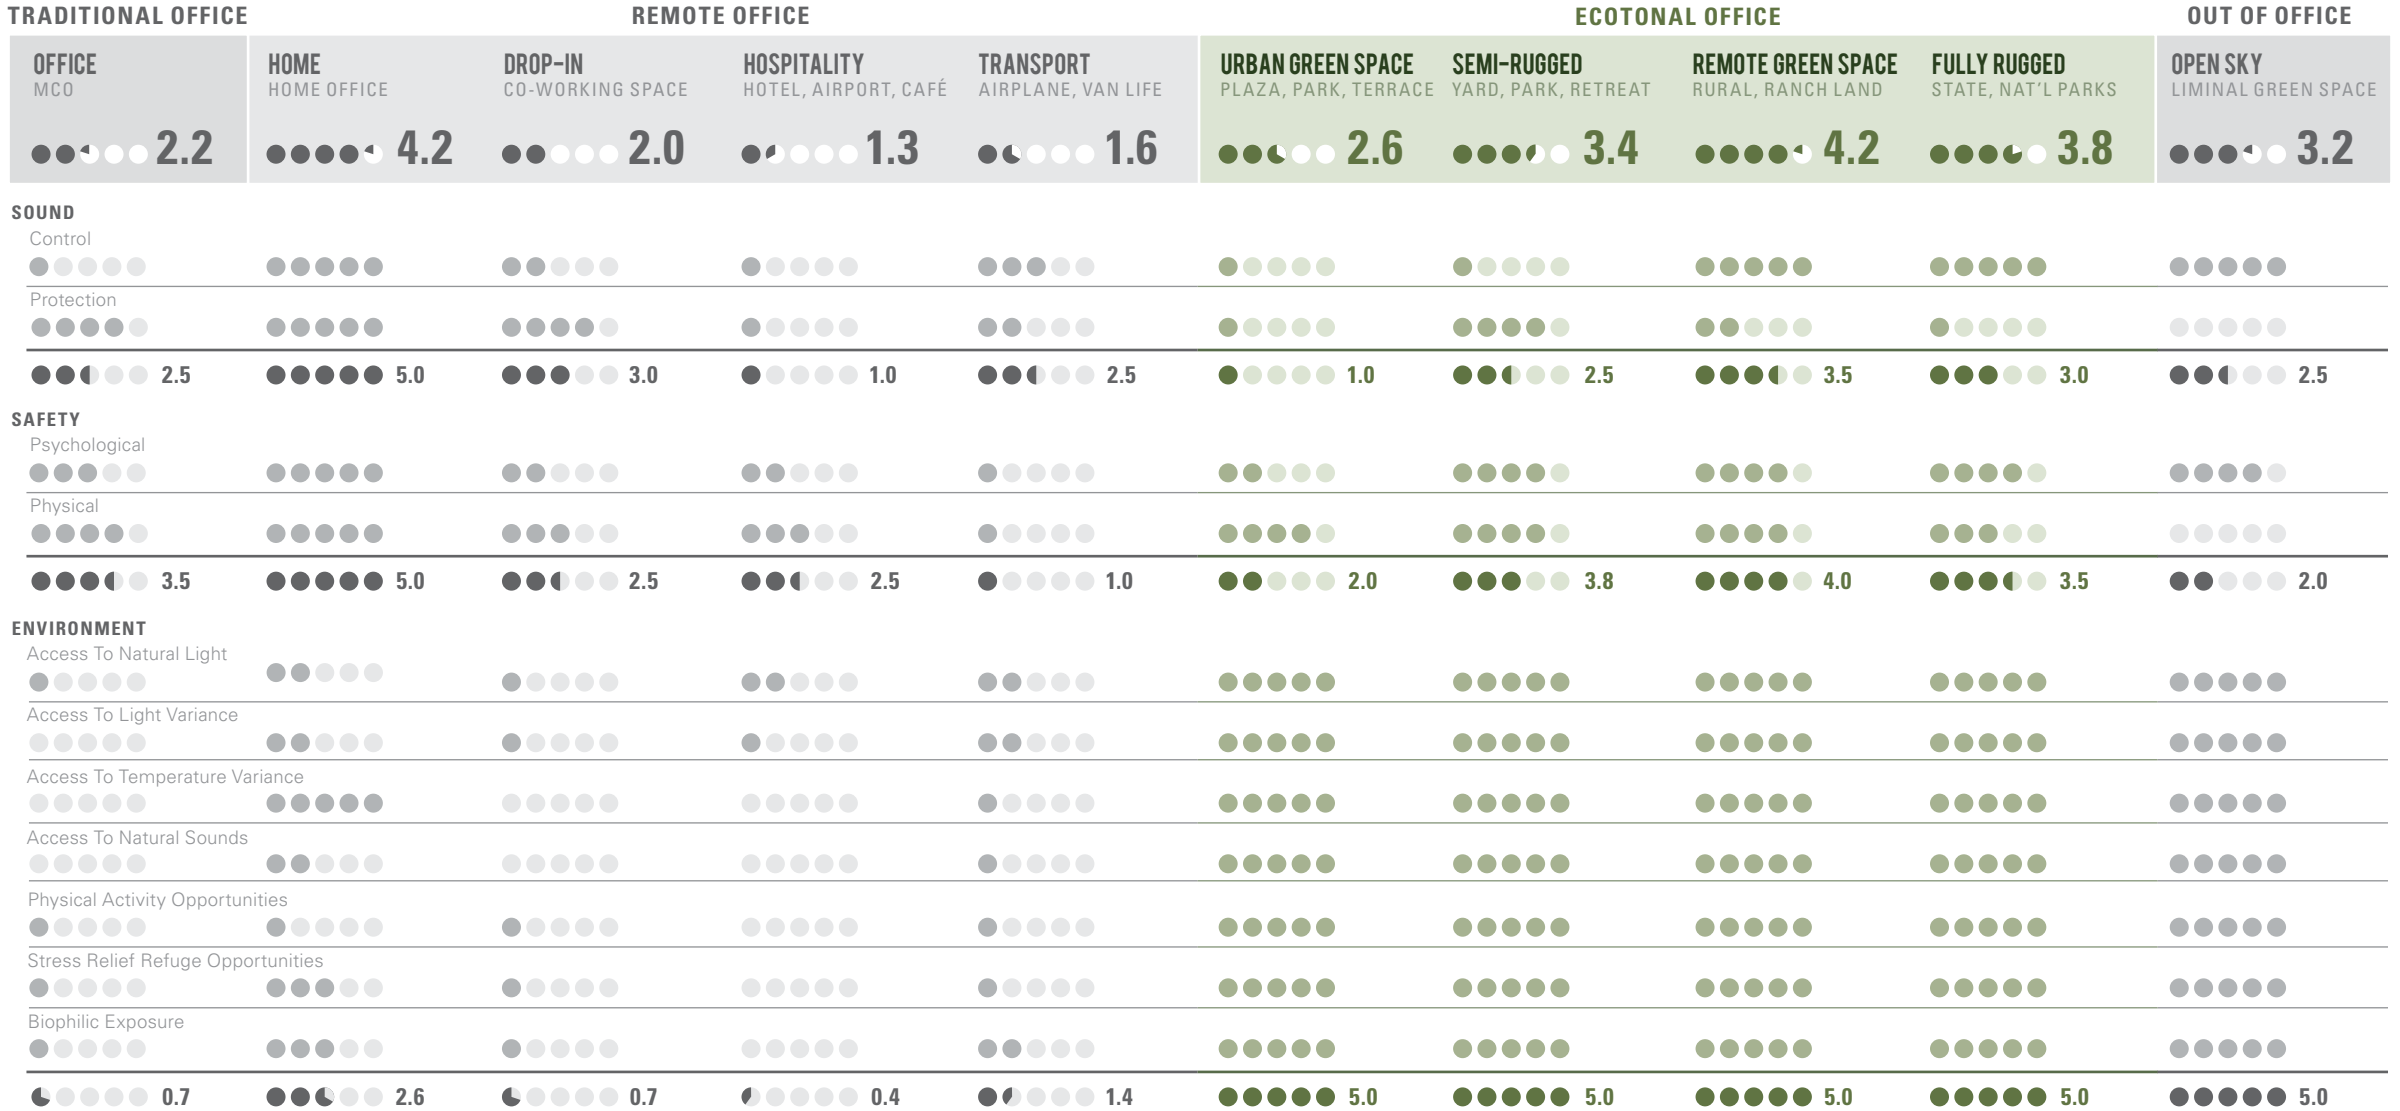 TRADITIONAL OFFICE REMOTE OFFICE ECOTONAL OFFICE OUT OF OFFICE
OFFICE HOME DROP-IN HOSPITALITY TRANSPORT URBAN GREEN SPACE SEMI-RUGGED REMOTE GREEN SPACE FULLY RUGGED OPEN SKY
MCO HOME OFFICE CO-WORKING SPACE HOTEL, AIRPORT, CAFÉ AIRPLANE, VAN LIFE PLAZA, PARK, TERRACE YARD, PARK, RETREAT RURAL, RANCH LAND STATE, NAT'L PARKS LIMINAL GREEN SPACE
2.2 4.2 2.0 1.3 1.6 2.6 3.4 4.2 3.8 3.2
SOUND
Control
Protection
2.5 5.0 3.0 1.0 2.5 1.0 2.5 3.5 3.0 2.5
SAFETY
Psychological
Physical
3.5 5.0 2.5 2.5 1.0 2.0 3.8 4.0 3.5 2.0
ENVIRONMENT
Access To Natural Light
Access To Light Variance
Access To Temperature Variance
Access To Natural Sounds
Physical Activity Opportunities
Stress Relief Refuge Opportunities
Biophilic Exposure
0.7 2.6 0.7 0.4 1.4 5.0 5.0 5.0 5.0 5.0